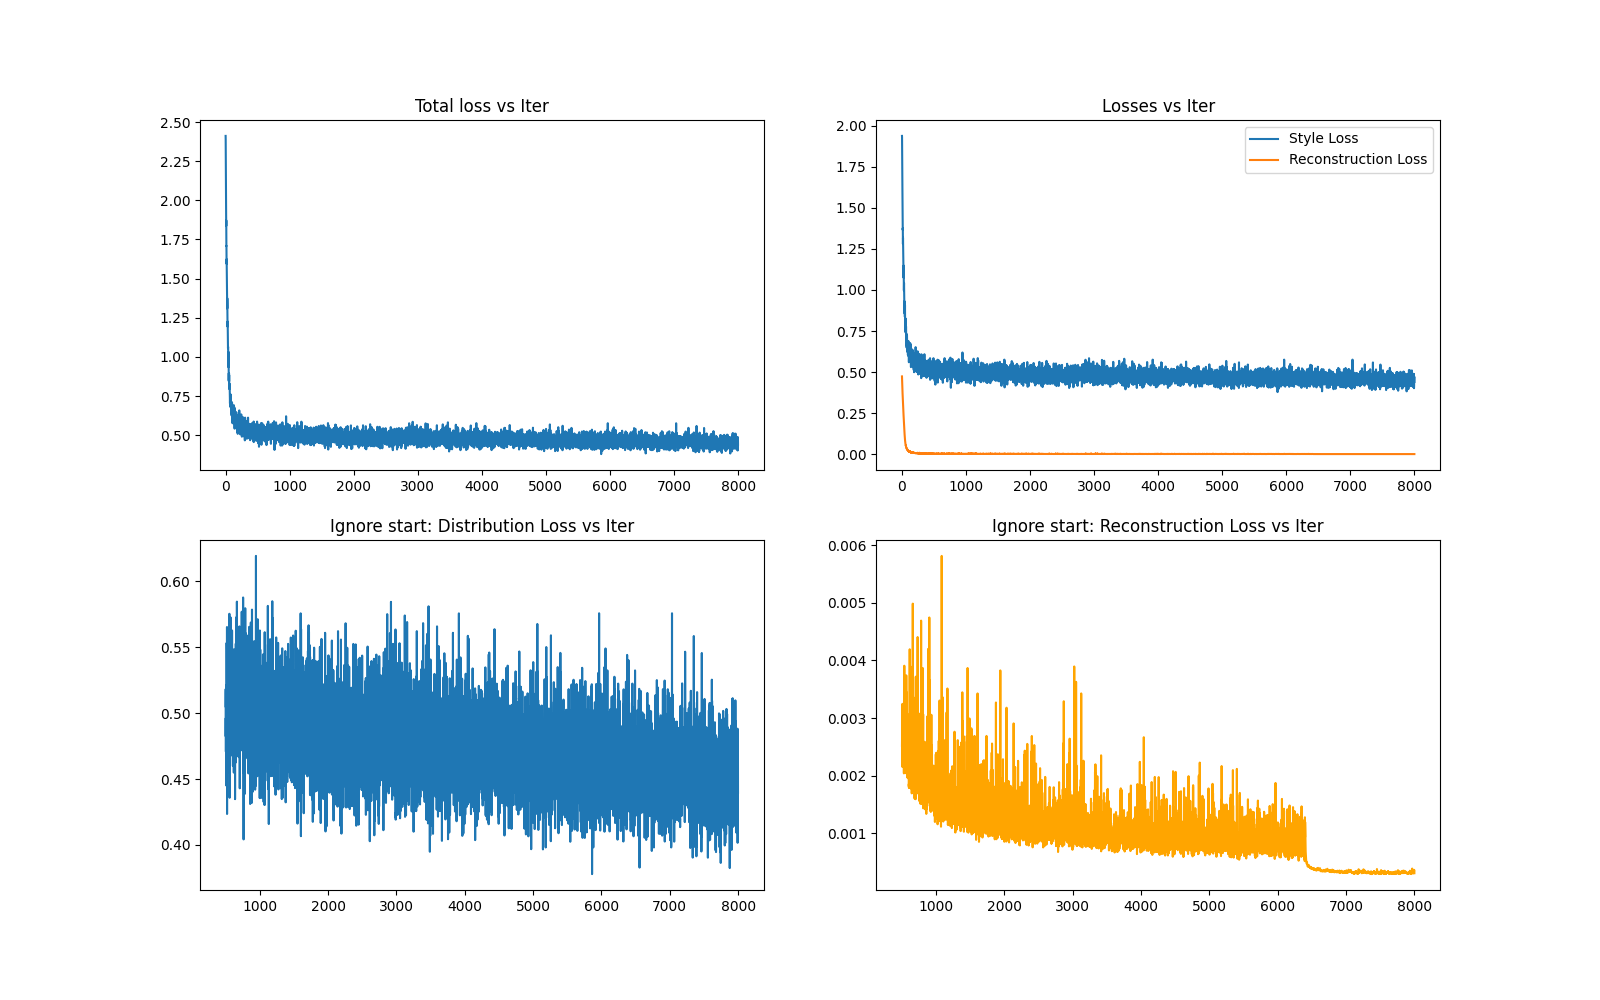 Total loss vs Iter
2.50
2.25
2.00
1.75
1.50
1.25
1.00
0.75
0.50
0 1000 2000 3000 4000 5000 6000 7000 8000
Losses vs Iter
2.00
1.75
1.50
1.25
1.00
0.75
0.50
0.25
0.00
Style Loss
Reconstruction Loss
0 1000 2000 3000 4000 5000 6000 7000 8000
Ignore start: Distribution Loss vs Iter
0.60
0.55
0.50
0.45
0.40
1000 2000 3000 4000 5000 6000 7000 8000
Ignore start: Reconstruction Loss vs Iter
0.006
0.005
0.004
0.003
0.002
0.001
1000 2000 3000 4000 5000 6000 7000 8000